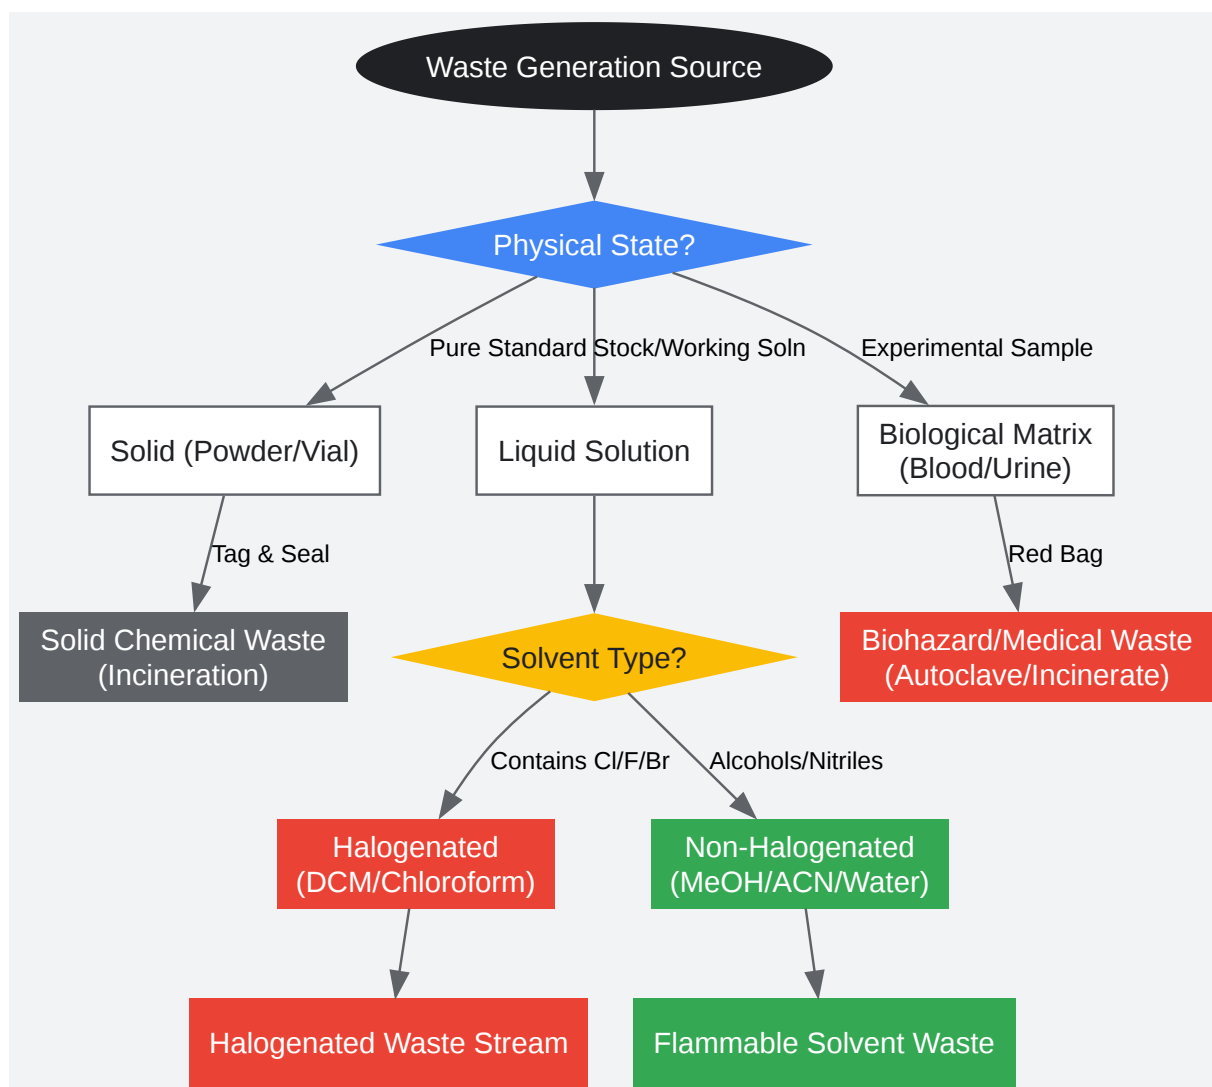 Waste Generation Source
Physical State?
Pure Standard
Stock/Working Soln
Experimental Sample
Solid (Powder/Vial)
Liquid Solution
Biological Matrix
(Blood/Urine)
Tag & Seal
Red Bag
Solid Chemical Waste
(Incineration)
Solvent Type?
Biohazard/Medical Waste
(Autoclave/Incinerate)
Contains Cl/F/Br
Alcohols/Nitriles
Halogenated
(DCM/Chloroform)
Non-Halogenated
(MeOH/ACN/Water)
Halogenated Waste Stream
Flammable Solvent Waste